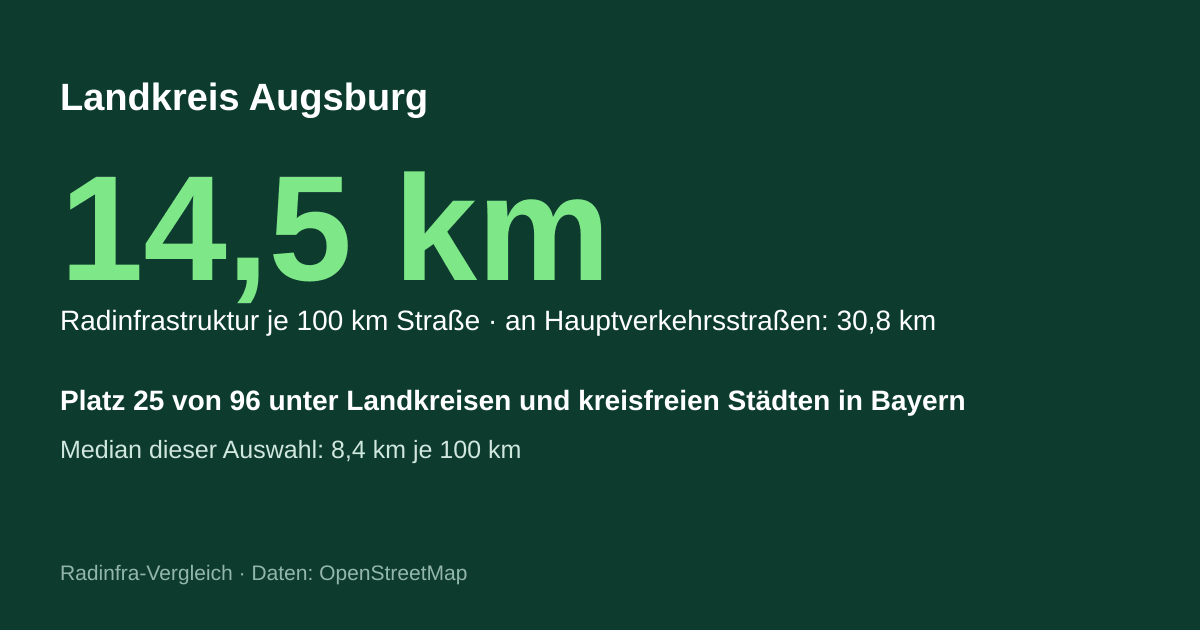 Landkreis Augsburg
14,5 km
Radinfrastruktur je 100 km Straße · an Hauptverkehrsstraßen: 30,8 km
Platz 25 von 96 unter Landkreisen und kreisfreien Städten in Bayern
Median dieser Auswahl: 8,4 km je 100 km
Radinfra-Vergleich · Daten: OpenStreetMap